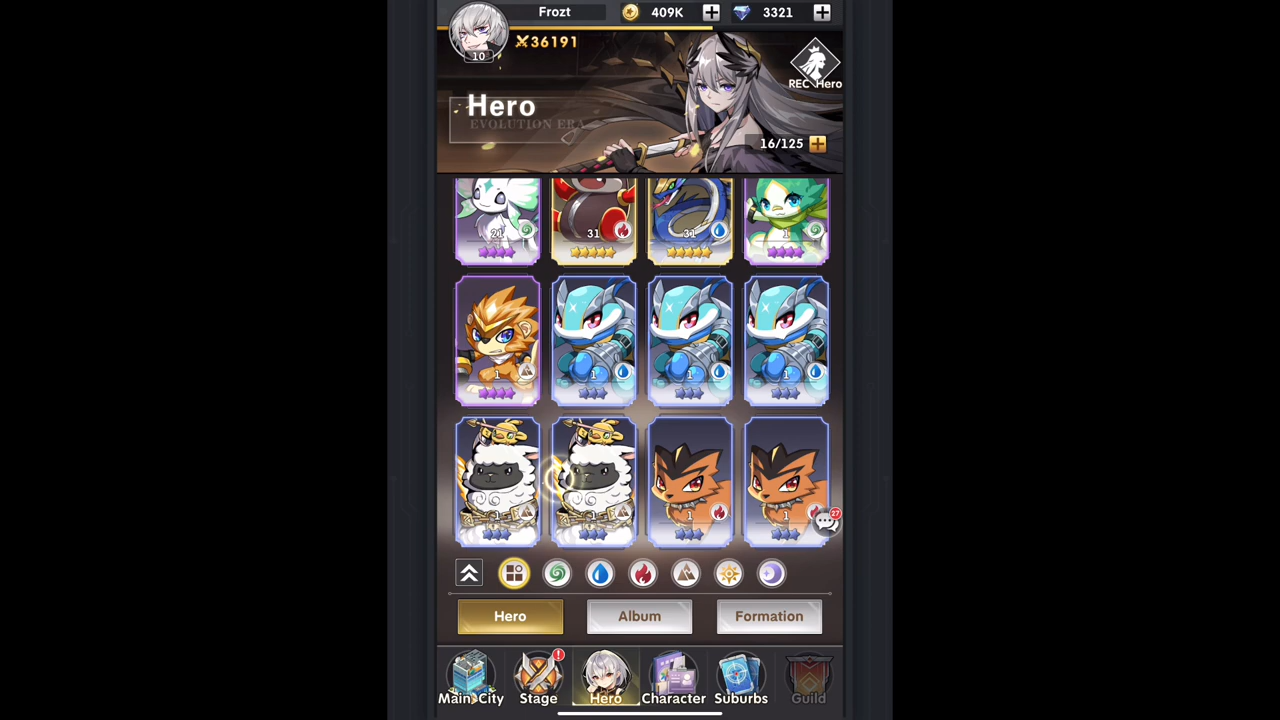 Frozt
409K
3321
10
36191
REC Hero
Hero
EVOLUTION ERA
16/125
21
31
31
1
1
1
1
1
1
1
1
1
27
Hero
Album
Formation
Main City
Stage
Hero
Character
Suburbs
Guild